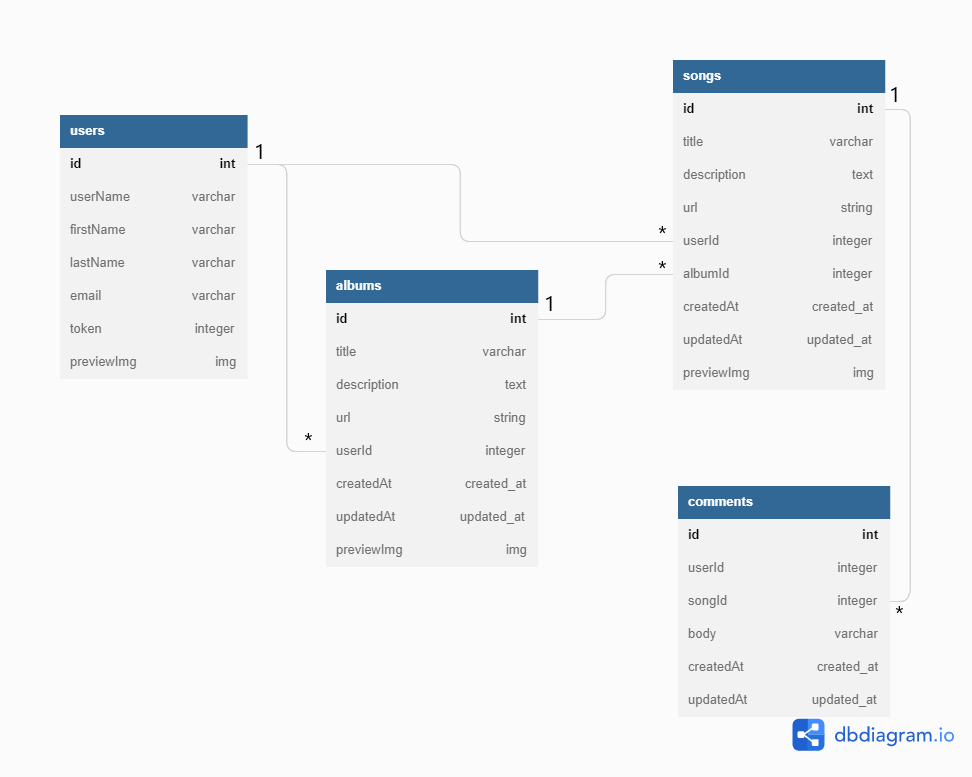 users
id int
userName varchar
firstName varchar
lastName varchar
email varchar
token integer
previewImg img
1
*
*
albums
id int
title varchar
description text
url string
userId integer
createdAt created_at
updatedAt updated_at
previewImg img
1
*
songs
id int
title varchar
description text
url string
userId integer
albumId integer
createdAt created_at
updatedAt updated_at
previewImg img
1
*
comments
id int
userId integer
songId integer
body varchar
createdAt created_at
updatedAt updated_at
dbdiagram.io